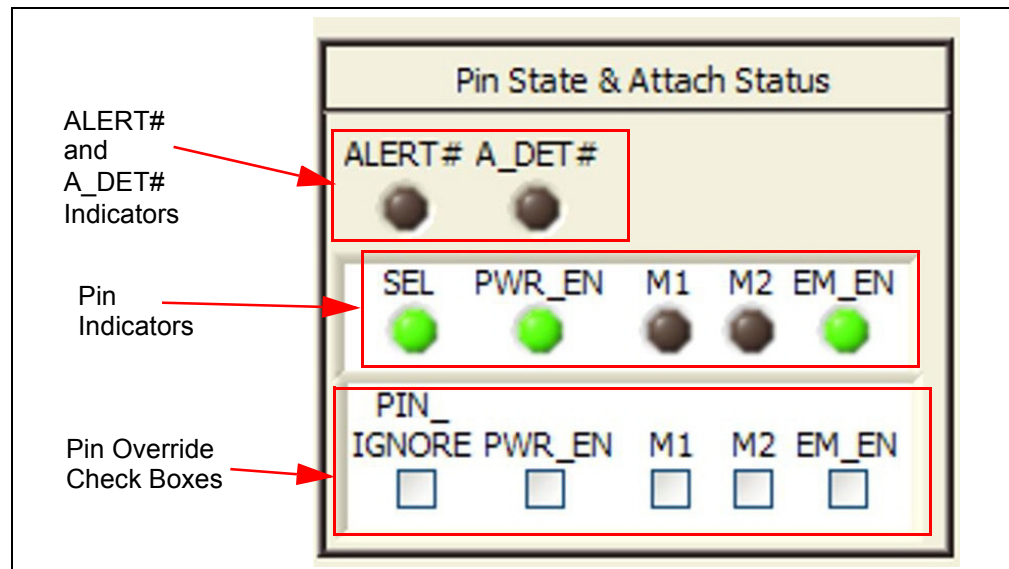 Pin State & Attach Status
ALERT#
and
A_DET#
Indicators
ALERT# A_DET#
Pin
Indicators
SEL PWR_EN M1 M2 EM_EN
Pin Override
Check Boxes
PIN_
IGNORE PWR_EN M1 M2 EM_EN